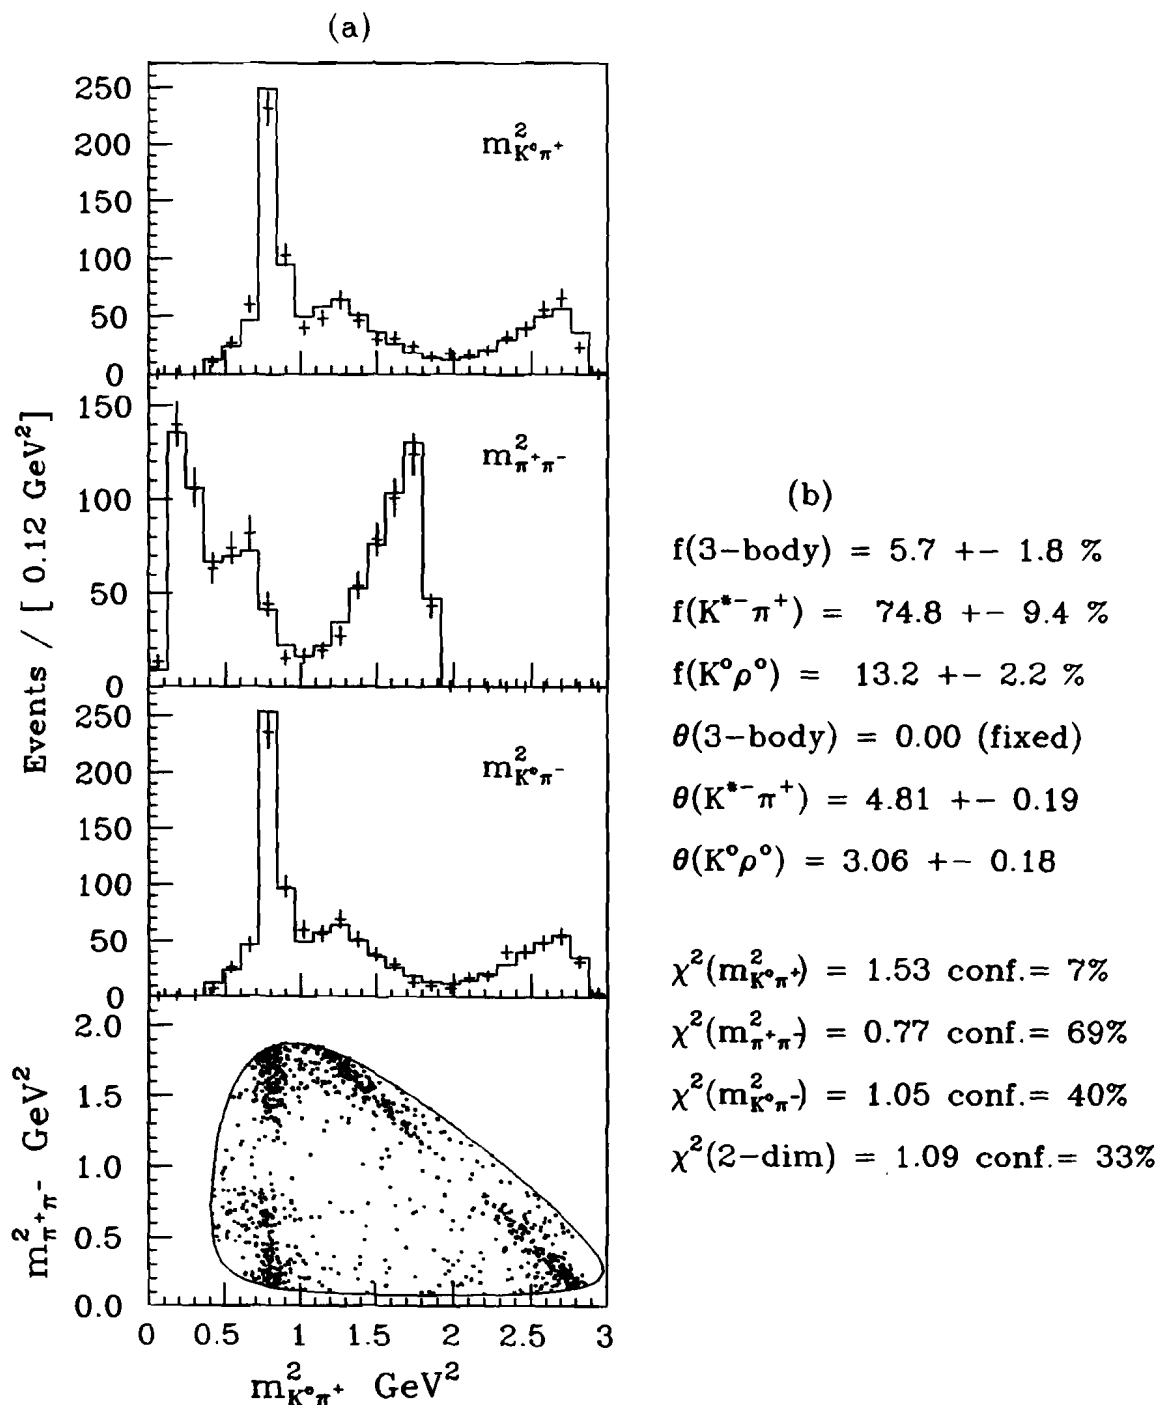 (a)
250
200
150
100
50
0
m²K°π⁺
150
100
50
0
m²π⁺π⁻
250
200
150
100
50
0
m²K°π⁻
Events / [ 0.12 GeV²]
2.0
1.5
1.0
0.5
0.0
m²π⁺π⁻ GeV²
0 0.5 1 1.5 2 2.5 3
m²K°π⁺ GeV²
(b)
f(3-body) = 5.7 +- 1.8 %
f(K*⁻π⁺) = 74.8 +- 9.4 %
f(K°ρ°) = 13.2 +- 2.2 %
θ(3-body) = 0.00 (fixed)
θ(K*⁻π⁺) = 4.81 +- 0.19
θ(K°ρ°) = 3.06 +- 0.18
χ²(m²K°π⁺) = 1.53 conf.= 7%
χ²(m²π⁺π⁻) = 0.77 conf.= 69%
χ²(m²K°π⁻) = 1.05 conf.= 40%
χ²(2-dim) = 1.09 conf.= 33%